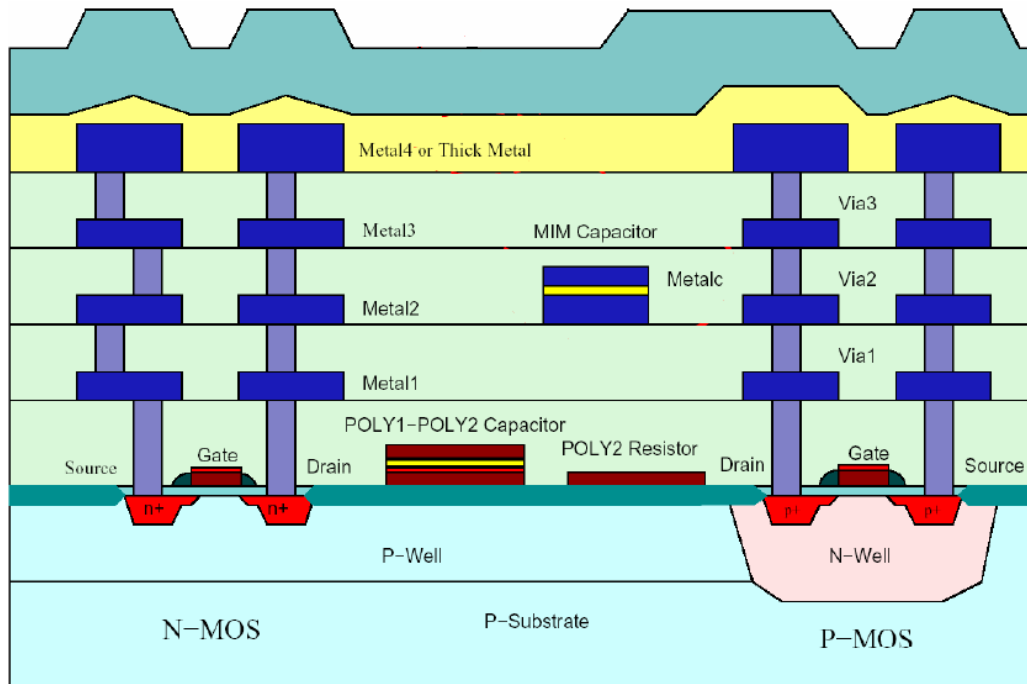 Metal4 or Thick Metal
Via3
Metal3
MIM Capacitor
Metalc
Via2
Metal2
Via1
Metal1
POLY1-POLY2 Capacitor
POLY2 Resistor
Source
Gate
Drain
Drain
Gate
Source
n+
n+
p+
p+
P-Well
N-Well
N-MOS
P-Substrate
P-MOS